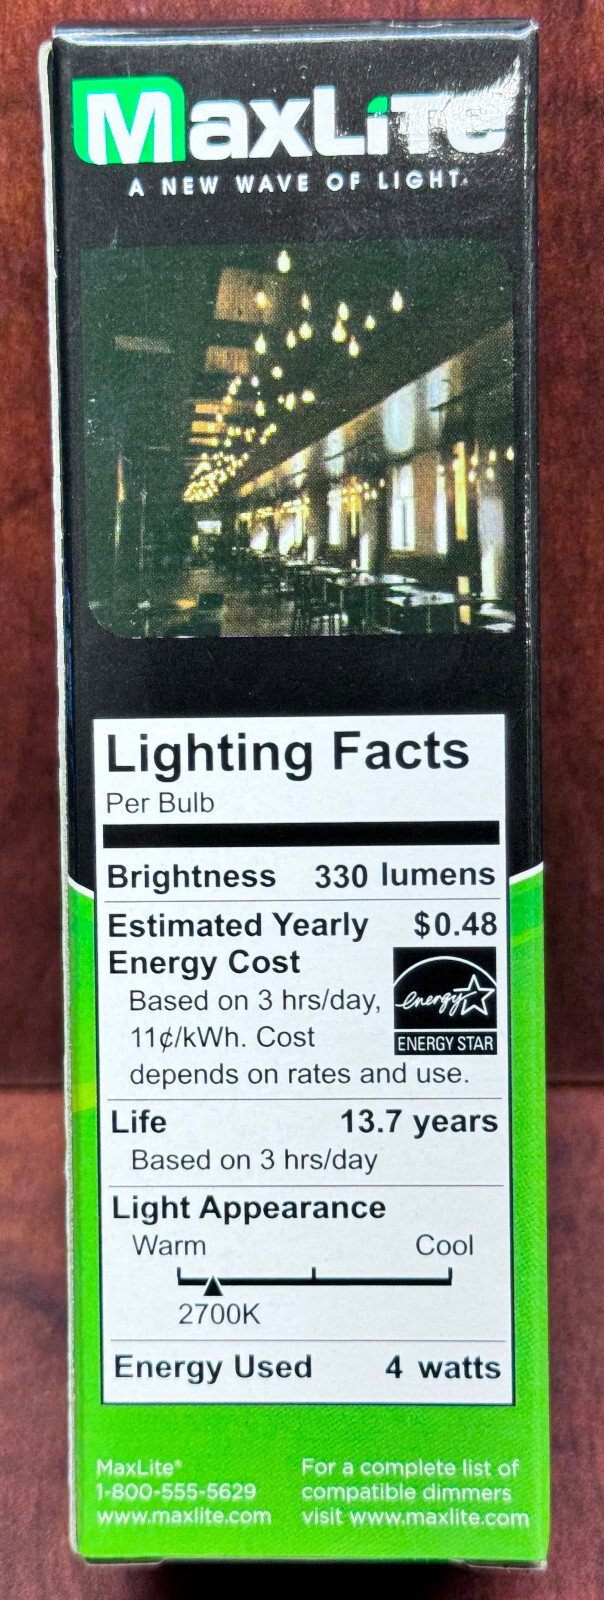 MaxLite
A NEW WAVE OF LIGHT
Lighting Facts
Per Bulb
Brightness 330 lumens
Estimated Yearly $0.48
Energy Cost
Based on 3 hrs/day,
11¢/kWh. Cost
depends on rates and use.
energy
ENERGY STAR
Life 13.7 years
Based on 3 hrs/day
Light Appearance
Warm Cool
2700K
Energy Used 4 watts
MaxLite®
1-800-555-5629
www.maxlite.com
For a complete list of
compatible dimmers
visit www.maxlite.com